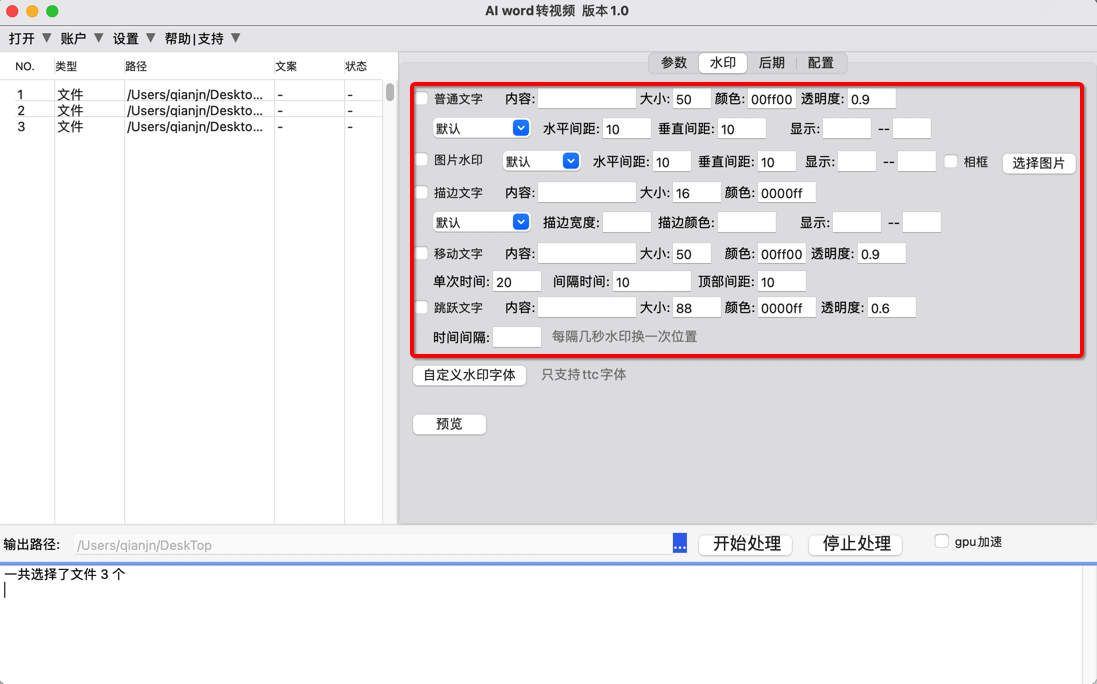 AI word转视频 版本1.0
打开 ▼ 账户 ▼ 设置 ▼ 帮助|支持 ▼
参数 水印 后期 配置
NO. 类型 路径 文案 状态
1 文件 /Users/qianjn/Deskto... - -
2 文件 /Users/qianjn/Deskto... - -
3 文件 /Users/qianjn/Deskto... - -
普通文字 内容: 大小: 50 颜色: 00ff00 透明度: 0.9
默认 水平间距: 10 垂直间距: 10 显示: --
图片水印 默认 水平间距: 10 垂直间距: 10 显示: -- 相框 选择图片
描边文字 内容: 大小: 16 颜色: 0000ff
默认 描边宽度: 描边颜色: 显示: --
移动文字 内容: 大小: 50 颜色: 00ff00 透明度: 0.9
单次时间: 20 间隔时间: 10 顶部间距: 10
跳跃文字 内容: 大小: 88 颜色: 0000ff 透明度: 0.6
时间间隔: 每隔几秒水印换一次位置
自定义水印字体 只支持ttc字体
预览
输出路径: /Users/qianjn/DeskTop ... 开始处理 停止处理 gpu加速
一共选择了文件 3 个